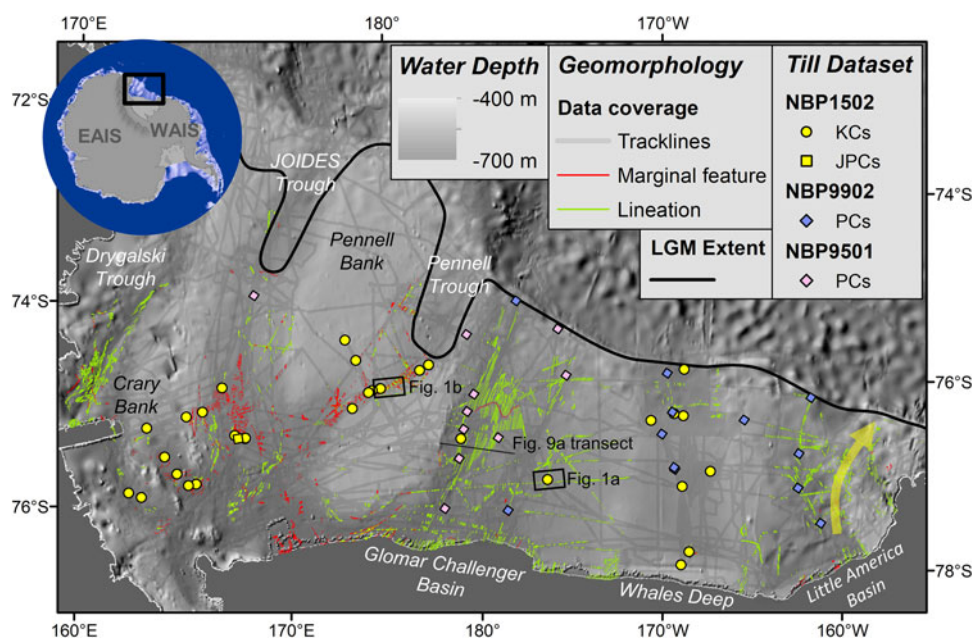 170°E
180°
170°W
72°S
74°S
76°S
74°S
76°S
78°S
160°E
170°E
180°
170°W
160°W
EAIS
WAIS
JOIDES
Trough
Pennell
Bank
Drygalski
Trough
Pennell
Trough
Crary
Bank
Fig. 1b
Fig. 9a transect
Fig. 1a
Glomar Challenger
Basin
Whales Deep
Little America
Basin
Water Depth
-400 m
-700 m
Geomorphology
Data coverage
Tracklines
Marginal feature
Lineation
LGM Extent
Till Dataset
NBP1502
KCs
JPCs
NBP9902
PCs
NBP9501
PCs